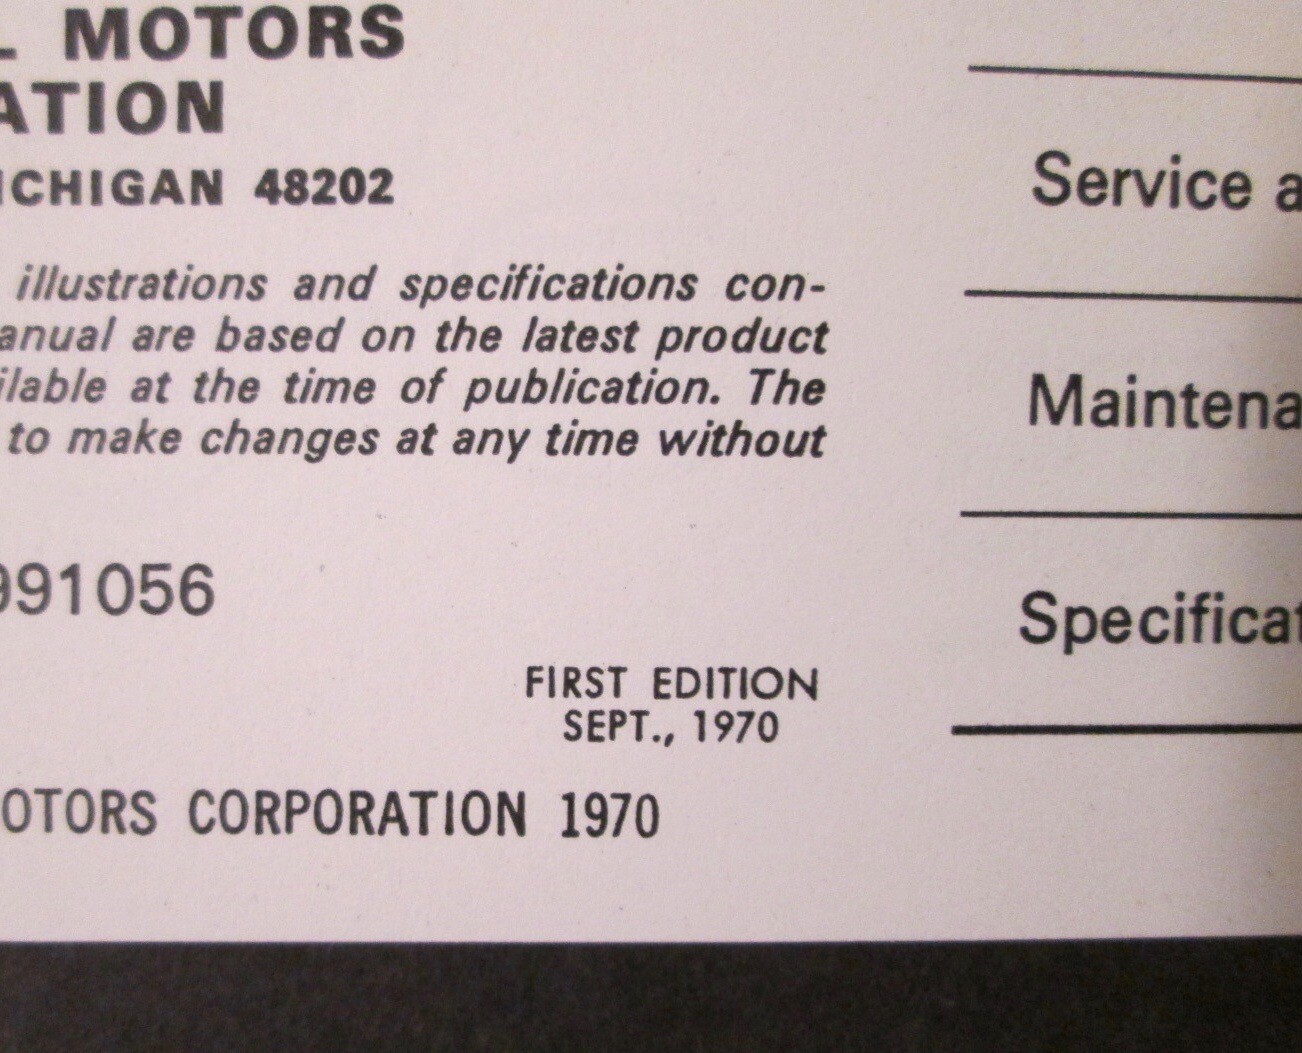 L MOTORS
ATION
ICHIGAN 48202
illustrations and specifications con-
anual are based on the latest product
ilable at the time of publication. The
to make changes at any time without
991056
FIRST EDITION
SEPT., 1970
OTORS CORPORATION 1970
Service a
Maintena
Specificat